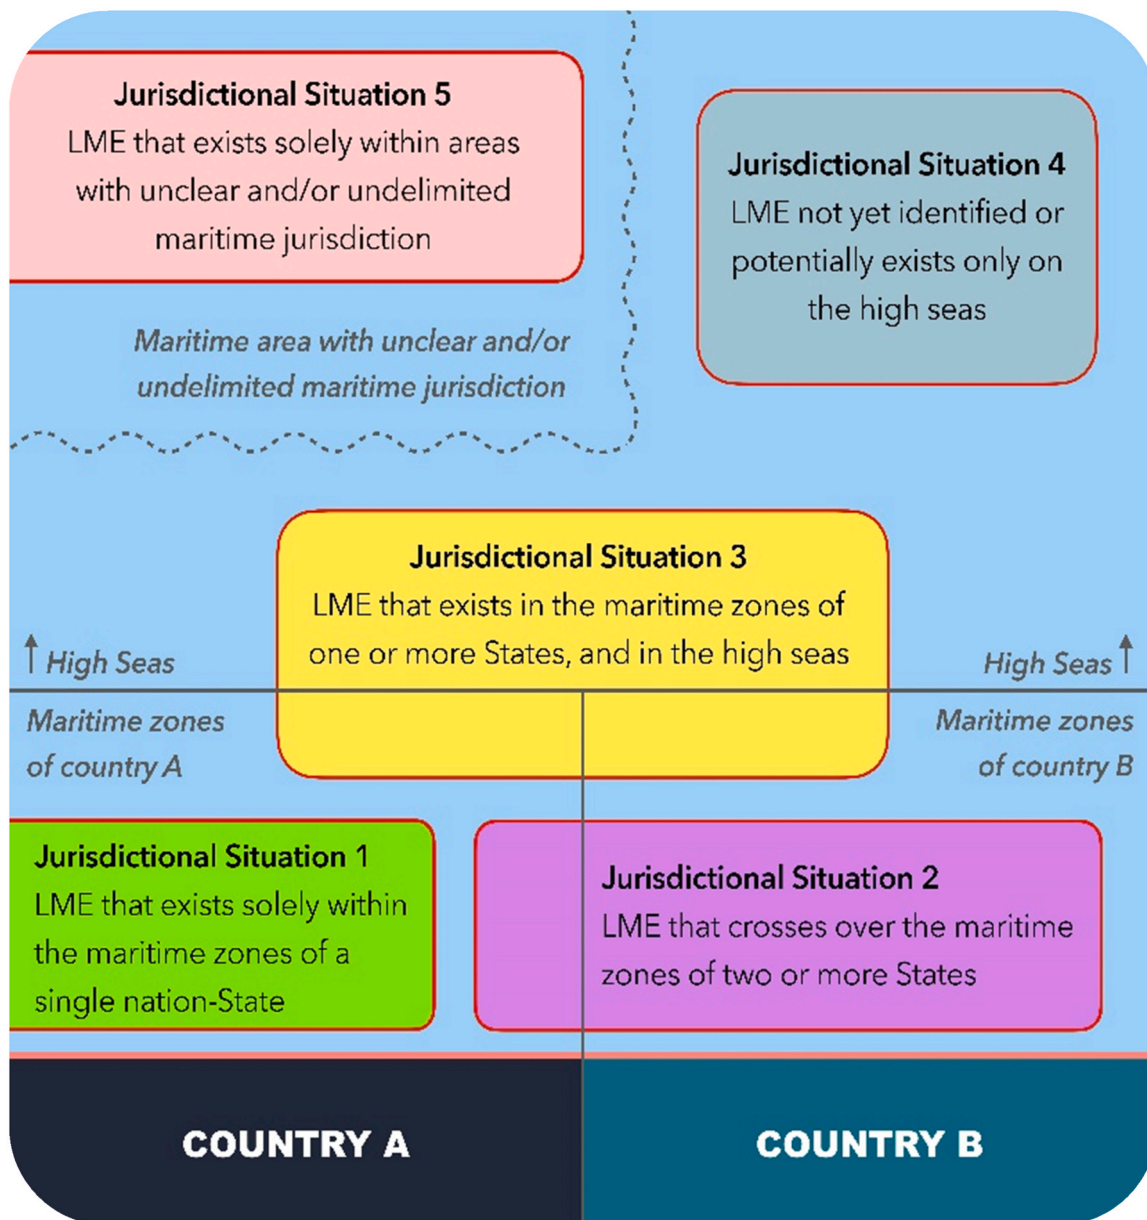 Jurisdictional Situation 5
LME that exists solely within areas
with unclear and/or undelimited
maritime jurisdiction
Jurisdictional Situation 4
LME not yet identified or
potentially exists only on
the high seas
Maritime area with unclear and/or
undelimited maritime jurisdiction
Jurisdictional Situation 3
LME that exists in the maritime zones of
one or more States, and in the high seas
High Seas
High Seas
Maritime zones
of country A
Maritime zones
of country B
Jurisdictional Situation 1
LME that exists solely within
the maritime zones of a
single nation-State
Jurisdictional Situation 2
LME that crosses over the maritime
zones of two or more States
COUNTRY A
COUNTRY B